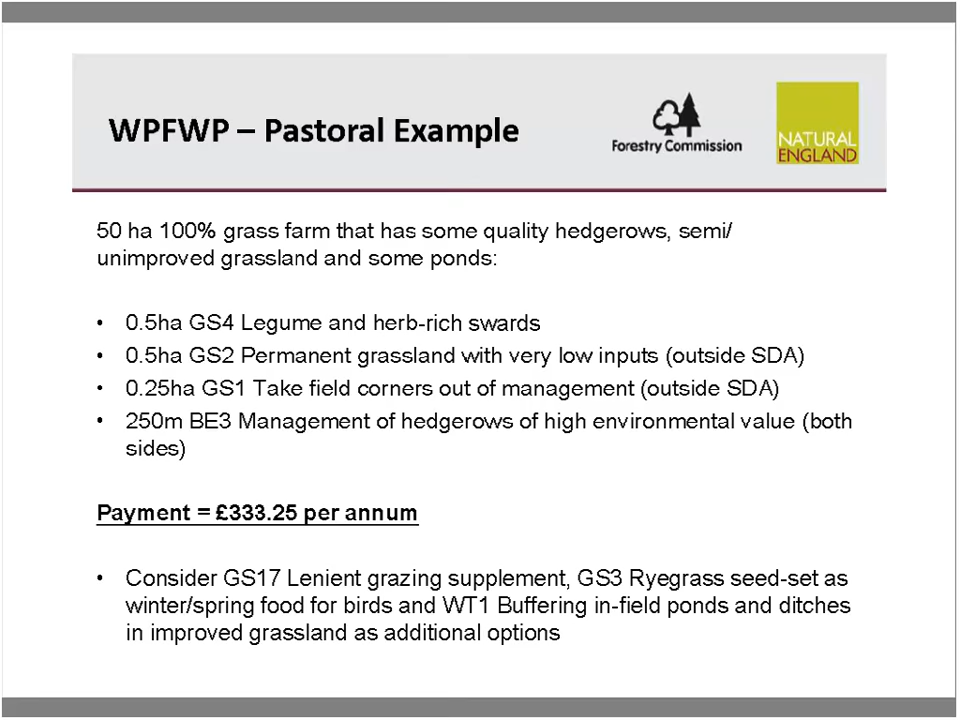 WPFWP – Pastoral Example
Forestry Commission
NATURAL
ENGLAND
50 ha 100% grass farm that has some quality hedgerows, semi/
unimproved grassland and some ponds:
• 0.5ha GS4 Legume and herb-rich swards
• 0.5ha GS2 Permanent grassland with very low inputs (outside SDA)
• 0.25ha GS1 Take field corners out of management (outside SDA)
• 250m BE3 Management of hedgerows of high environmental value (both
sides)
Payment = £333.25 per annum
• Consider GS17 Lenient grazing supplement, GS3 Ryegrass seed-set as
winter/spring food for birds and WT1 Buffering in-field ponds and ditches
in improved grassland as additional options